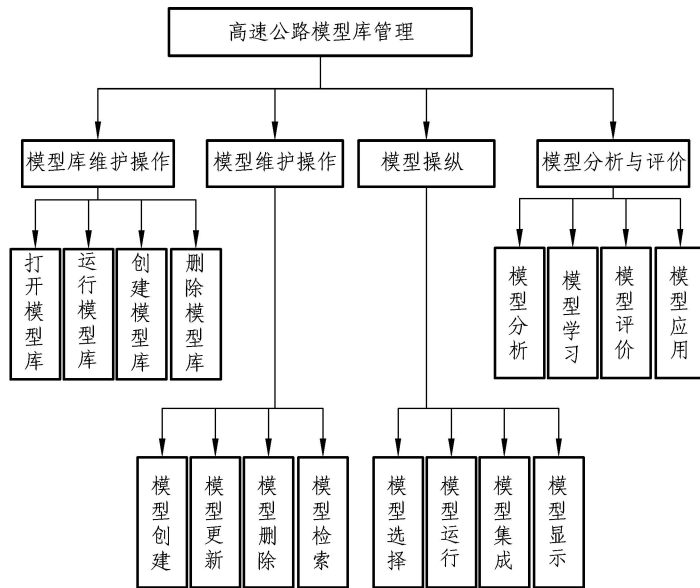 高速公路模型库管理
模型库维护操作
模型维护操作
模型操纵
模型分析与评价
打开模型库
运行模型库
创建模型库
删除模型库
模型分析
模型学习
模型评价
模型应用
模型创建
模型更新
模型删除
模型检索
模型选择
模型运行
模型集成
模型显示